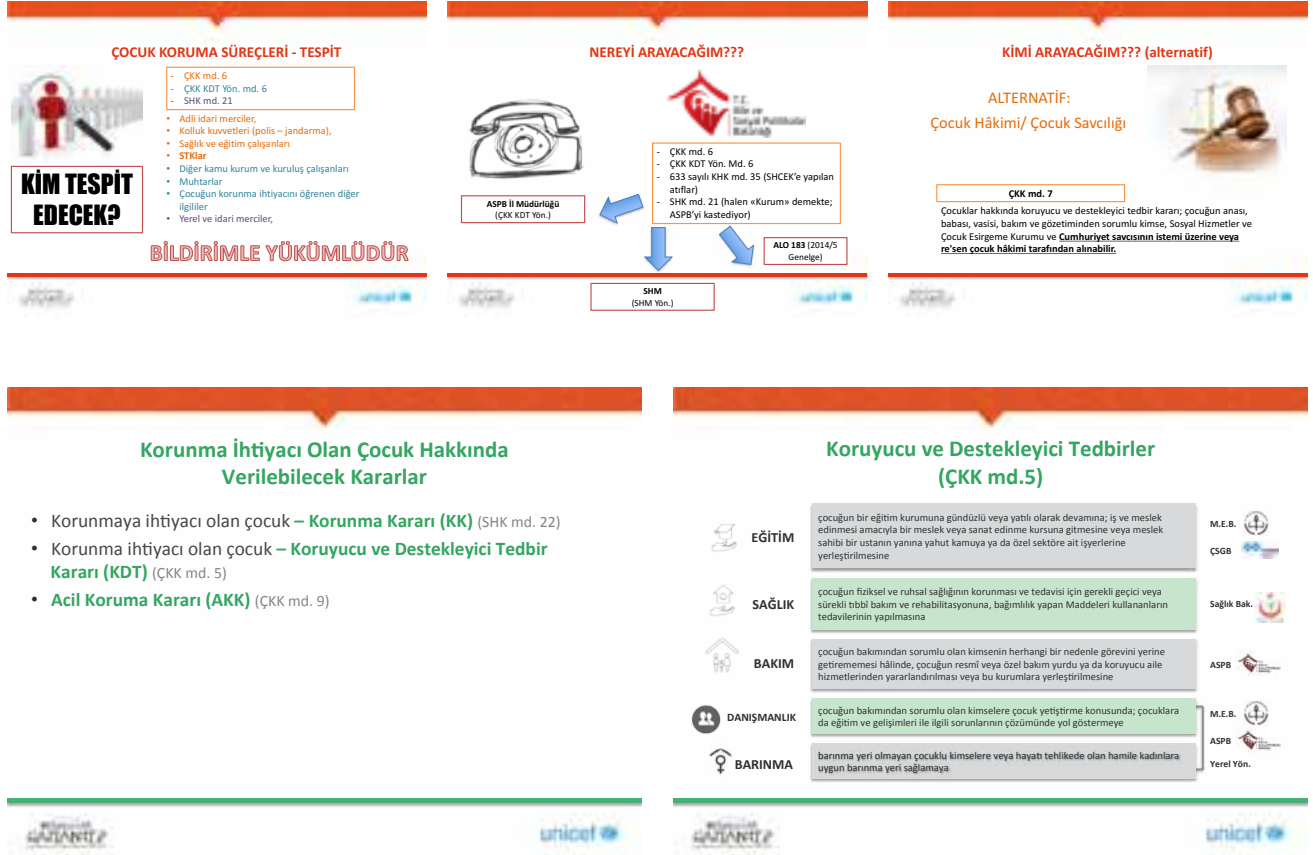 ÇOCUK KORUMA SÜREÇLERİ - TESPİT
- ÇKK md. 6
- ÇKK KDT Yön. md. 6
- SHK md. 21
• Adli idari merciler,
• Kolluk kuvvetleri (polis – jandarma),
• Sağlık ve eğitim çalışanları
• STKlar
• Diğer kamu kurum ve kuruluş çalışanları
• Muhtarlar
• Çocuğun korunma ihtiyacını öğrenen diğer
ilgililer
• Yerel ve idari merciler,
KİM TESPİT
EDECEK?
BİLDİRİMLE YÜKÜMLÜDÜR
unicef
NEREYİ ARAYACAĞIM???
T.C.
Aile ve
Sosyal Politikalar
Bakanlığı
- ÇKK md. 6
- ÇKK KDT Yön. Md. 6
- 633 sayılı KHK md. 35 (SHCEK'e yapılan
atıflar)
- SHK md. 21 (halen «Kurum» demekte;
ASPB'yi kastediyor)
ASPB İl Müdürlüğü
(ÇKK KDT Yön.)
ALO 183 (2014/5
Genelge)
SHM
(SHM Yön.)
unicef
KİMİ ARAYACAĞIM??? (alternatif)
ALTERNATİF:
Çocuk Hâkimi/ Çocuk Savcılığı
ÇKK md. 7
Çocuklar hakkında koruyucu ve destekleyici tedbir kararı; çocuğun anası,
babası, vasisi, bakım ve gözetiminden sorumlu kimse, Sosyal Hizmetler ve
Çocuk Esirgeme Kurumu ve Cumhuriyet savcısının istemi üzerine veya
re'sen çocuk hâkimi tarafından alınabilir.
unicef
Korunma İhtiyacı Olan Çocuk Hakkında
Verilebilecek Kararlar
• Korunmaya ihtiyacı olan çocuk – Korunma Kararı (KK) (SHK md. 22)
• Korunma ihtiyacı olan çocuk – Koruyucu ve Destekleyici Tedbir
Kararı (KDT) (ÇKK md. 5)
• Acil Koruma Kararı (AKK) (ÇKK md. 9)
GAZİANTEP
unicef
Koruyucu ve Destekleyici Tedbirler
(ÇKK md.5)
EĞİTİM
çocuğun bir eğitim kurumuna gündüzlü veya yatılı olarak devamına; iş ve meslek
edinmesi amacıyla bir meslek veya sanat edinme kursuna gitmesine veya meslek
sahibi bir ustanın yanına yahut kamuya ya da özel sektöre ait işyerlerine
yerleştirilmesine
M.E.B.
ÇSGB
SAĞLIK
çocuğun fiziksel ve ruhsal sağlığının korunması ve tedavisi için gerekli geçici veya
sürekli tıbbî bakım ve rehabilitasyonuna, bağımlılık yapan Maddeleri kullananların
tedavilerinin yapılmasına
Sağlık Bak.
BAKIM
çocuğun bakımından sorumlu olan kimsenin herhangi bir nedenle görevini yerine
getirememesi hâlinde, çocuğun resmî veya özel bakım yurdu ya da koruyucu aile
hizmetlerinden yararlandırılması veya bu kurumlara yerleştirilmesine
ASPB
DANIŞMANLIK
çocuğun bakımından sorumlu olan kimselere çocuk yetiştirme konusunda; çocuklara
da eğitim ve gelişimleri ile ilgili sorunlarının çözümünde yol göstermeye
M.E.B.
ASPB
BARINMA
barınma yeri olmayan çocuklu kimselere veya hayatı tehlikede olan hamile kadınlara
uygun barınma yeri sağlamaya
Yerel Yön.
GAZİANTEP
unicef